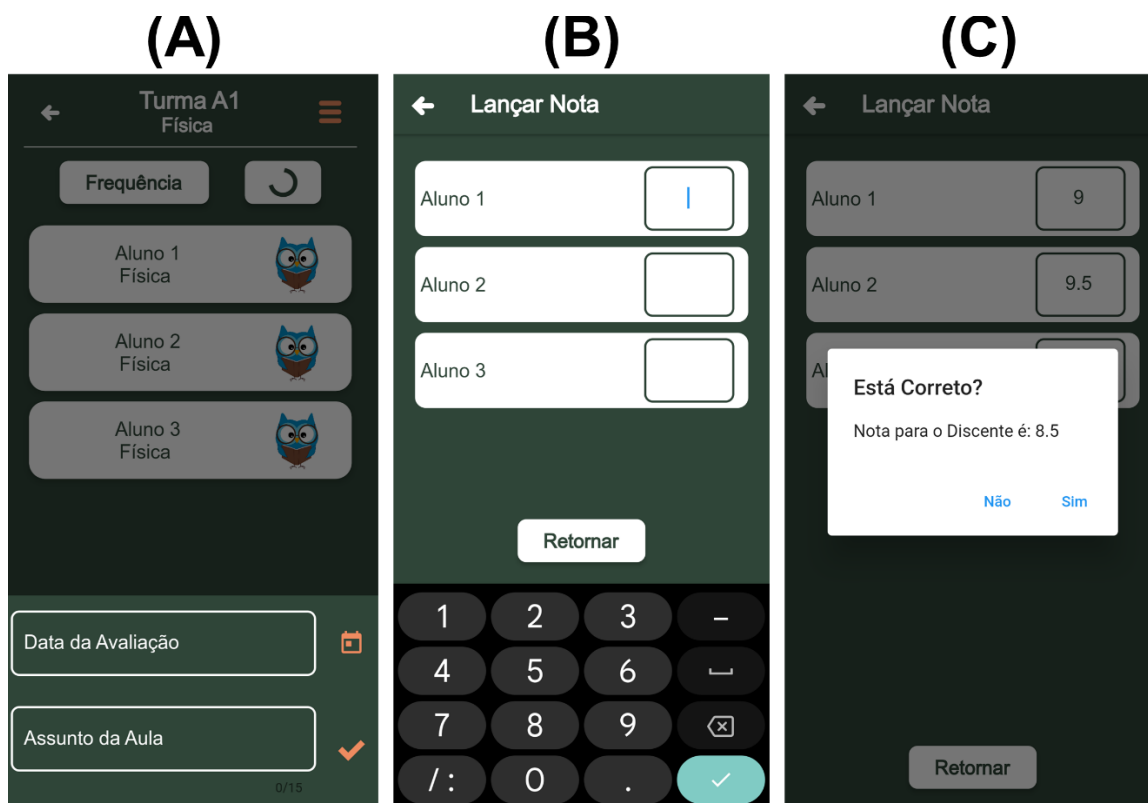 (A)
Turma A1
Física
Frequência
Aluno 1
Física
Aluno 2
Física
Aluno 3
Física
Data da Avaliação
Assunto da Aula
0/15
(B)
Lançar Nota
Aluno 1
Aluno 2
Aluno 3
Retornar
1 2 3 –
4 5 6
7 8 9
/ : 0 .
(C)
Lançar Nota
Aluno 1 9
Aluno 2 9.5
Al
Está Correto?
Nota para o Discente é: 8.5
Não Sim
Retornar